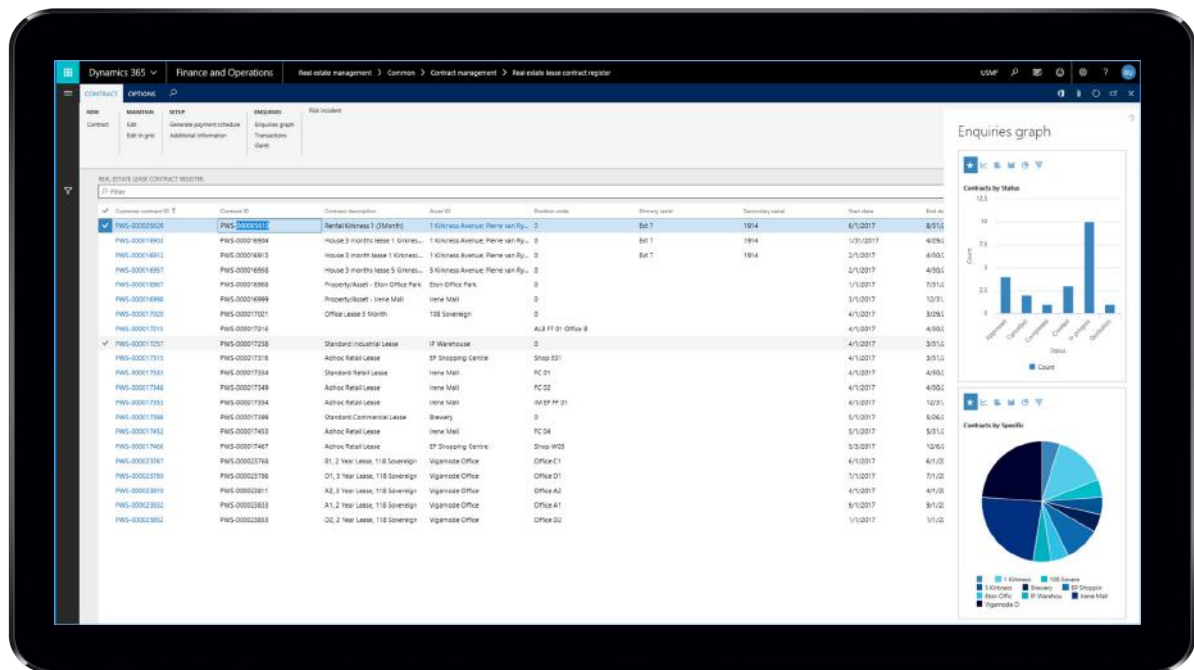 Dynamics 365 Finance and Operations Real estate management > Common > Contract management > Real estate lease contract register USMF ?
CONTRACT OPTIONS
NEW MAINTAIN SETUP ENQUIRIES Risk incident
Contract Edit Generate payment schedule Enquiries graph
Edit in grid Additional information Transactions
Gantt
Enquiries graph
REAL ESTATE LEASE CONTRACT REGISTER
Filter
Customer contract ID Contract ID Contract description Asset ID Position code Primary serial Secondary serial Start date
PWS-000005610 Rental Kirkness 1 (3Month) 1 Kirkness Avenue; Pierre van Ry... 0 Ext 7 1914 6/1/2017
PWS-000016904 House 3 months lease 1 Kirknes... 1 Kirkness Avenue; Pierre van Ry... 0 Ext 7 1914 1/31/2017
PWS-000016912 PWS-000016913 House 3 month lease 1 Kirknes... 1 Kirkness Avenue; Pierre van Ry... 0 Ext 7 1914 2/1/2017
PWS-000016957 PWS-000016958 House 3 months lease 5 Kirknes... 5 Kirkness Avenue; Pierre van Ry... 0 2/1/2017
PWS-000016967 PWS-000016968 Property/Asset - Eton Office Park Eton Office Park 0 1/1/2017
PWS-000016998 PWS-000016999 Property/Asset - Irene Mall Irene Mall 0 3/1/2017
PWS-000017020 PWS-000017021 Office Lease 3 Month 108 Sovereign 0 4/1/2017
PWS-000017215 PWS-000017216 ALB FF 01 Office B 4/1/2017
PWS-000017257 PWS-000017258 Standard Industrial Lease IP Warehouse 0 4/1/2017
PWS-000017315 PWS-000017316 Adhoc Retail Lease EP Shopping Centre Shop E01 4/1/2017
PWS-000017333 PWS-000017334 Standard Retail Lease Irene Mall FC 01 4/1/2017
PWS-000017348 PWS-000017349 Adhoc Retail Lease Irene Mall FC 02 4/1/2017
PWS-000017393 PWS-000017394 Adhoc Retail Lease Irene Mall IM EF FF 01 4/1/2017
PWS-000017398 PWS-000017399 Standard Commercial Lease Brewery 0 5/1/2017
PWS-000017452 PWS-000017453 Adhoc Retail Lease Irene Mall FC 04 5/1/2017
PWS-000017466 PWS-000017467 Adhoc Retail Lease EP Shopping Centre Shop W03 5/3/2017
PWS-000023767 PWS-000023768 B1, 2 Year Lease, 118 Sovereign Vigamode Office Office C1 6/1/2017
PWS-000023786 D1, 3 Year Lease, 118 Sovereign Vigamode Office Office D1 1/1/2017
PWS-000023810 PWS-000023811 A2, 3 Year Lease, 118 Sovereign Vigamode Office Office A2 4/1/2017
PWS-000023832 PWS-000023833 A1, 2 Year Lease, 118 Sovereign Vigamode Office Office A1 9/1/2017
PWS-000023852 PWS-000023853 D2, 2 Year Lease, 118 Sovereign Vigamode Office Office D2 1/1/2017
Contracts by Status
12.5
10
7.5
5
2.5
0
Count
Approved Cancelled Completed Created In progress Quotation
Status
Count
Contracts by Specific
1 Kirkness 108 Sovere
5 Kirkness Brewery EP Shoppin
Eton Offic IP Warehou Irene Mall
Vigamode O